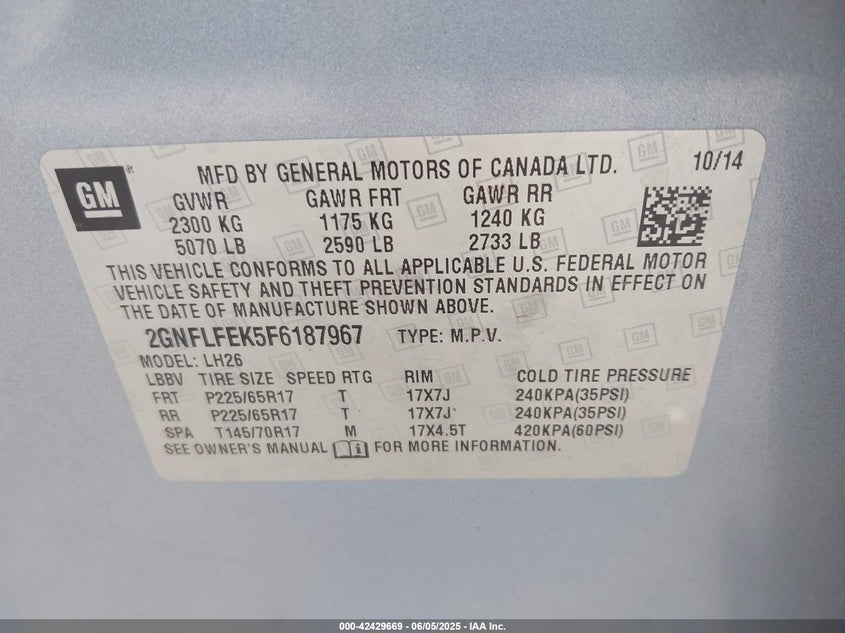 GM
MFD BY GENERAL MOTORS OF CANADA LTD. 10/14
GVWR GAWR FRT GAWR RR
2300 KG 1175 KG 1240 KG
5070 LB 2590 LB 2733 LB
THIS VEHICLE CONFORMS TO ALL APPLICABLE U.S. FEDERAL MOTOR
VEHICLE SAFETY AND THEFT PREVENTION STANDARDS IN EFFECT ON
THE DATE OF MANUFACTURE SHOWN ABOVE.
2GNFLFEK5F6187967 TYPE: M.P.V.
MODEL: LH26
LBBV TIRE SIZE SPEED RTG RIM COLD TIRE PRESSURE
FRT P225/65R17 T 17X7J 240KPA(35PSI)
RR P225/65R17 T 17X7J 240KPA(35PSI)
SPA T145/70R17 M 17X4.5T 420KPA(60PSI)
SEE OWNER'S MANUAL FOR MORE INFORMATION.
000-42429669 - 06/05/2025 - IAA Inc.